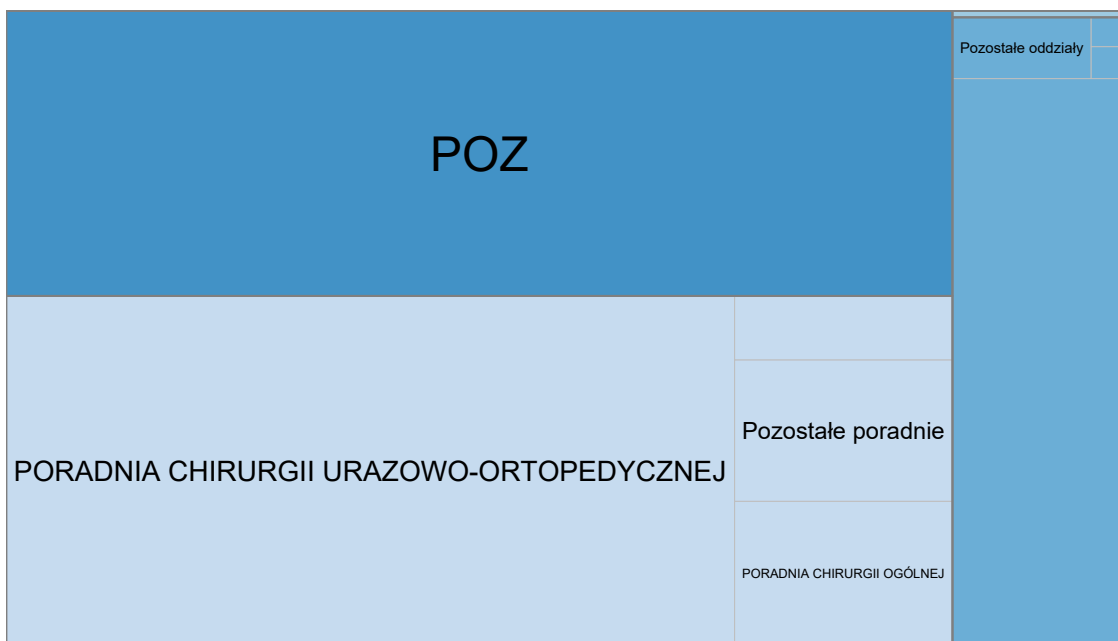 POZ
Pozostałe oddziały
PORADNIA CHIRURGII URAZOWO-ORTOPEDYCZNEJ
Pozostałe poradnie
PORADNIA CHIRURGII OGÓLNEJ